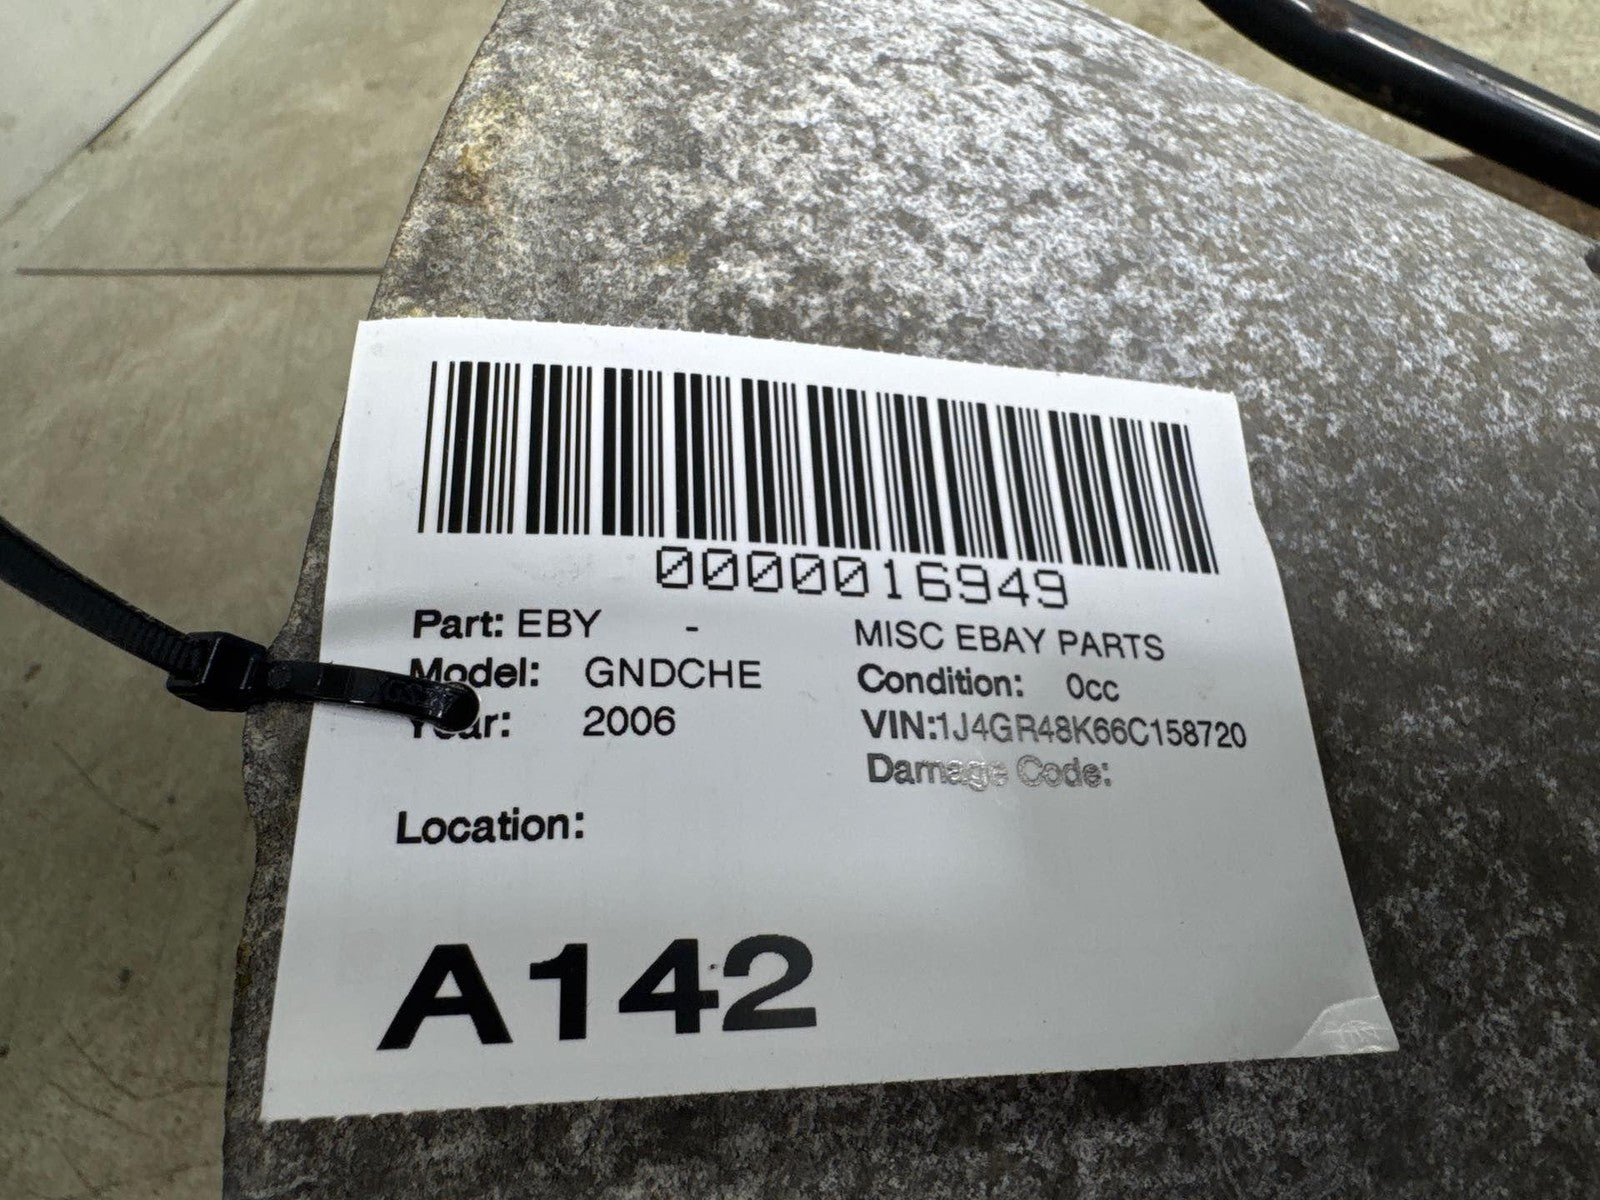 0000016949
Part: EBY - MISC EBAY PARTS
Model: GNDCHE Condition: 0cc
Year: 2006 VIN:1J4GR48K66C158720
Damage Code:
Location:
A142